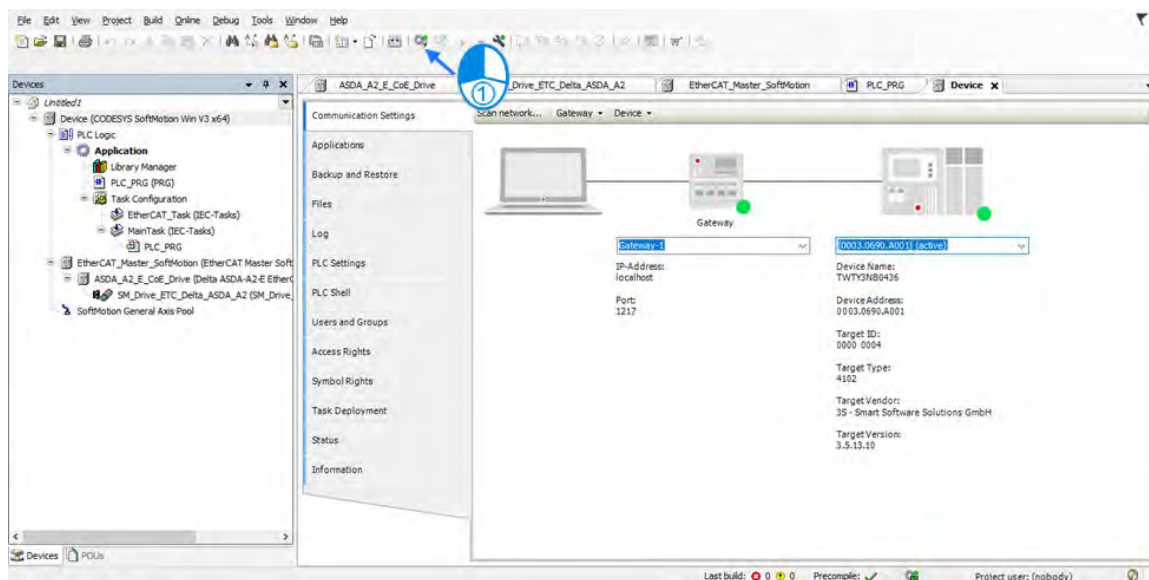 File Edit View Project Build Online Debug Tools Window Help
Devices
Untitled1
Device (CODESYS SoftMotion Win V3 x64)
PLC Logic
Application
Library Manager
PLC_PRG (PRG)
Task Configuration
EtherCAT_Task (IEC-Tasks)
MainTask (IEC-Tasks)
PLC_PRG
EtherCAT_Master_SoftMotion (EtherCAT Master Soft
ASDA_A2_E_CoE_Drive (Delta ASDA-A2-E EtherC
SM_Drive_ETC_Delta_ASDA_A2 (SM_Drive_
SoftMotion General Axis Pool
Devices POUs
ASDA_A2_E_CoE_Drive _Drive_ETC_Delta_ASDA_A2 EtherCAT_Master_SoftMotion PLC_PRG Device
1
Communication Settings
Applications
Backup and Restore
Files
Log
PLC Settings
PLC Shell
Users and Groups
Access Rights
Symbol Rights
Task Deployment
Status
Information
Scan network... Gateway Device
Gateway
Gateway-1
IP-Address:
localhost
Port:
1217
[0003.0690.A001] (active)
Device Name:
TWTY3NB0436
Device Address:
0003.0690.A001
Target ID:
0000 0004
Target Type:
4102
Target Vendor:
3S - Smart Software Solutions GmbH
Target Version:
3.5.13.10
Last build: 0 0 Precompile: Project user: (nobody)